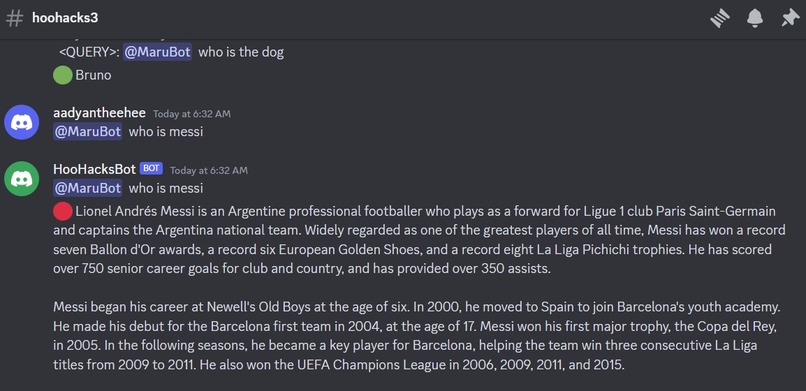 # hoohacks3
<QUERY>: @MaruBot who is the dog
Bruno
aadyantheehee Today at 6:32 AM
@MaruBot who is messi
HooHacksBot BOT Today at 6:32 AM
@MaruBot who is messi
Lionel Andrés Messi is an Argentine professional footballer who plays as a forward for Ligue 1 club Paris Saint-Germain
and captains the Argentina national team. Widely regarded as one of the greatest players of all time, Messi has won a record
seven Ballon d'Or awards, a record six European Golden Shoes, and a record eight La Liga Pichichi trophies. He has scored
over 750 senior career goals for club and country, and has provided over 350 assists.
Messi began his career at Newell's Old Boys at the age of six. In 2000, he moved to Spain to join Barcelona's youth academy.
He made his debut for the Barcelona first team in 2004, at the age of 17. Messi won his first major trophy, the Copa del Rey,
in 2005. In the following seasons, he became a key player for Barcelona, helping the team win three consecutive La Liga
titles from 2009 to 2011. He also won the UEFA Champions League in 2006, 2009, 2011, and 2015.